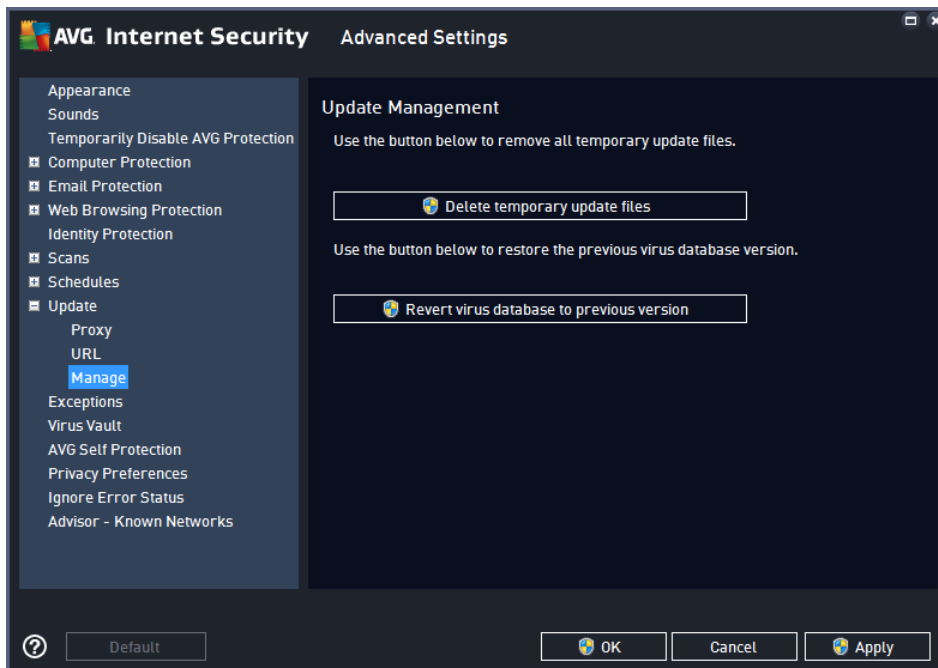 AVG Internet Security Advanced Settings
Appearance
Sounds
Temporarily Disable AVG Protection
Computer Protection
Email Protection
Web Browsing Protection
Identity Protection
Scans
Schedules
Update
Proxy
URL
Manage
Exceptions
Virus Vault
AVG Self Protection
Privacy Preferences
Ignore Error Status
Advisor - Known Networks
Update Management
Use the button below to remove all temporary update files.
Delete temporary update files
Use the button below to restore the previous virus database version.
Revert virus database to previous version
? Default OK Cancel Apply